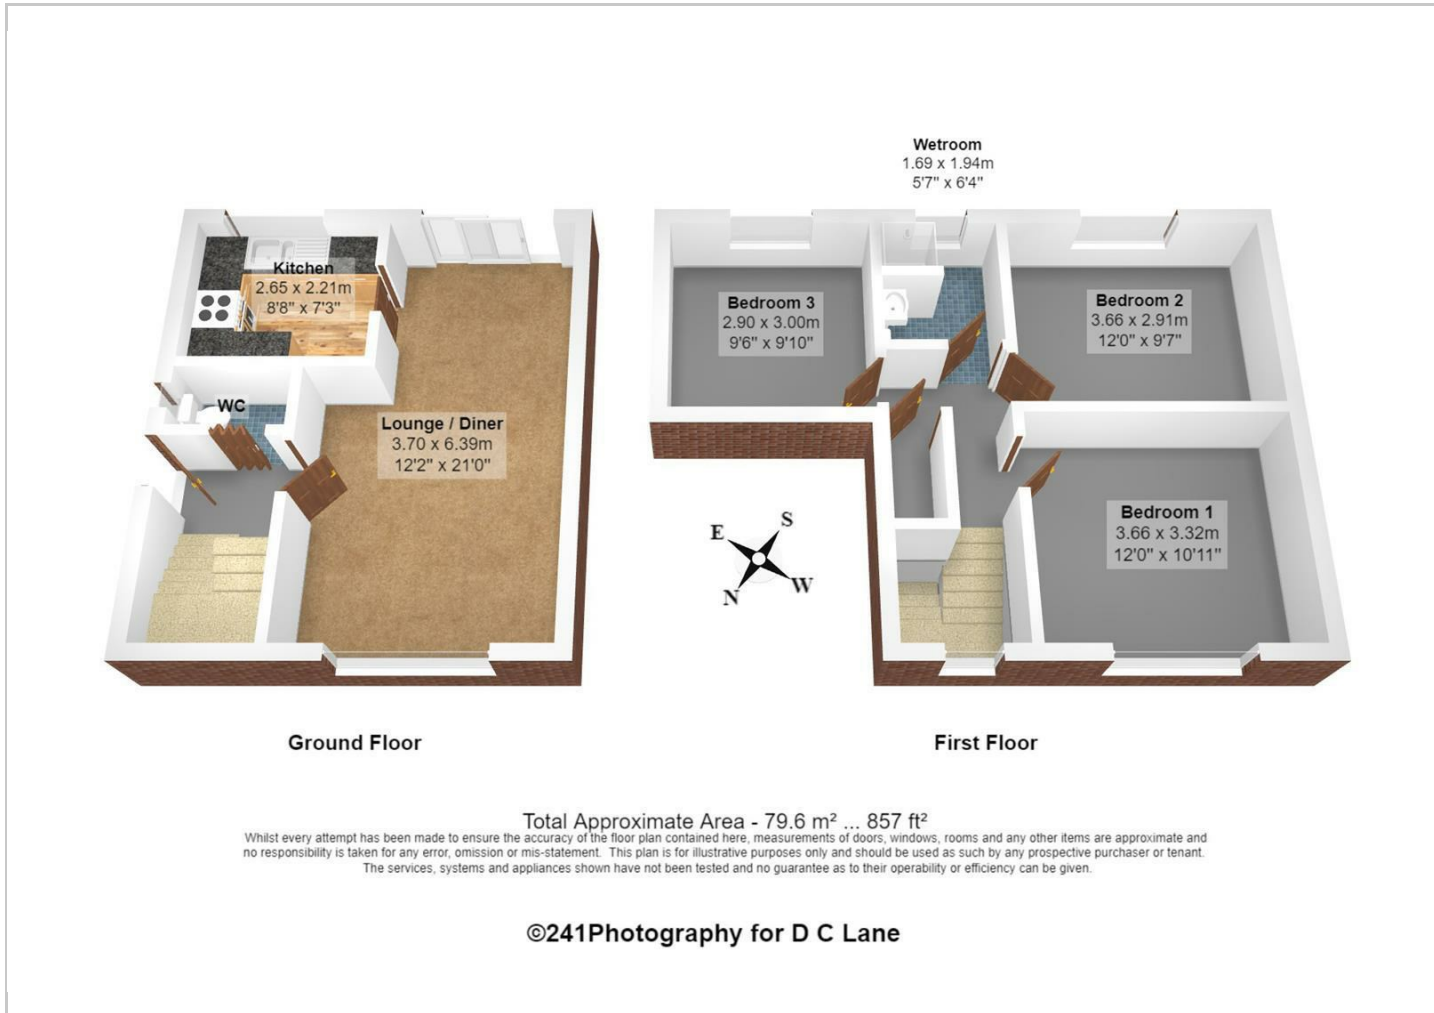 Wetroom
1.69 x 1.94m
5'7" x 6'4"
Kitchen
2.65 x 2.21m
8'8" x 7'3"
WC
Lounge / Diner
3.70 x 6.39m
12'2" x 21'0"
Bedroom 3
2.90 x 3.00m
9'6" x 9'10"
Bedroom 2
3.66 x 2.91m
12'0" x 9'7"
Bedroom 1
3.66 x 3.32m
12'0" x 10'11"
S
E
W
N
Ground Floor
First Floor
Total Approximate Area - 79.6 m² ... 857 ft²
Whilst every attempt has been made to ensure the accuracy of the floor plan contained here, measurements of doors, windows, rooms and any other items are approximate and
no responsibility is taken for any error, omission or mis-statement. This plan is for illustrative purposes only and should be used as such by any prospective purchaser or tenant.
The services, systems and appliances shown have not been tested and no guarantee as to their operability or efficiency can be given.
©241Photography for D C Lane